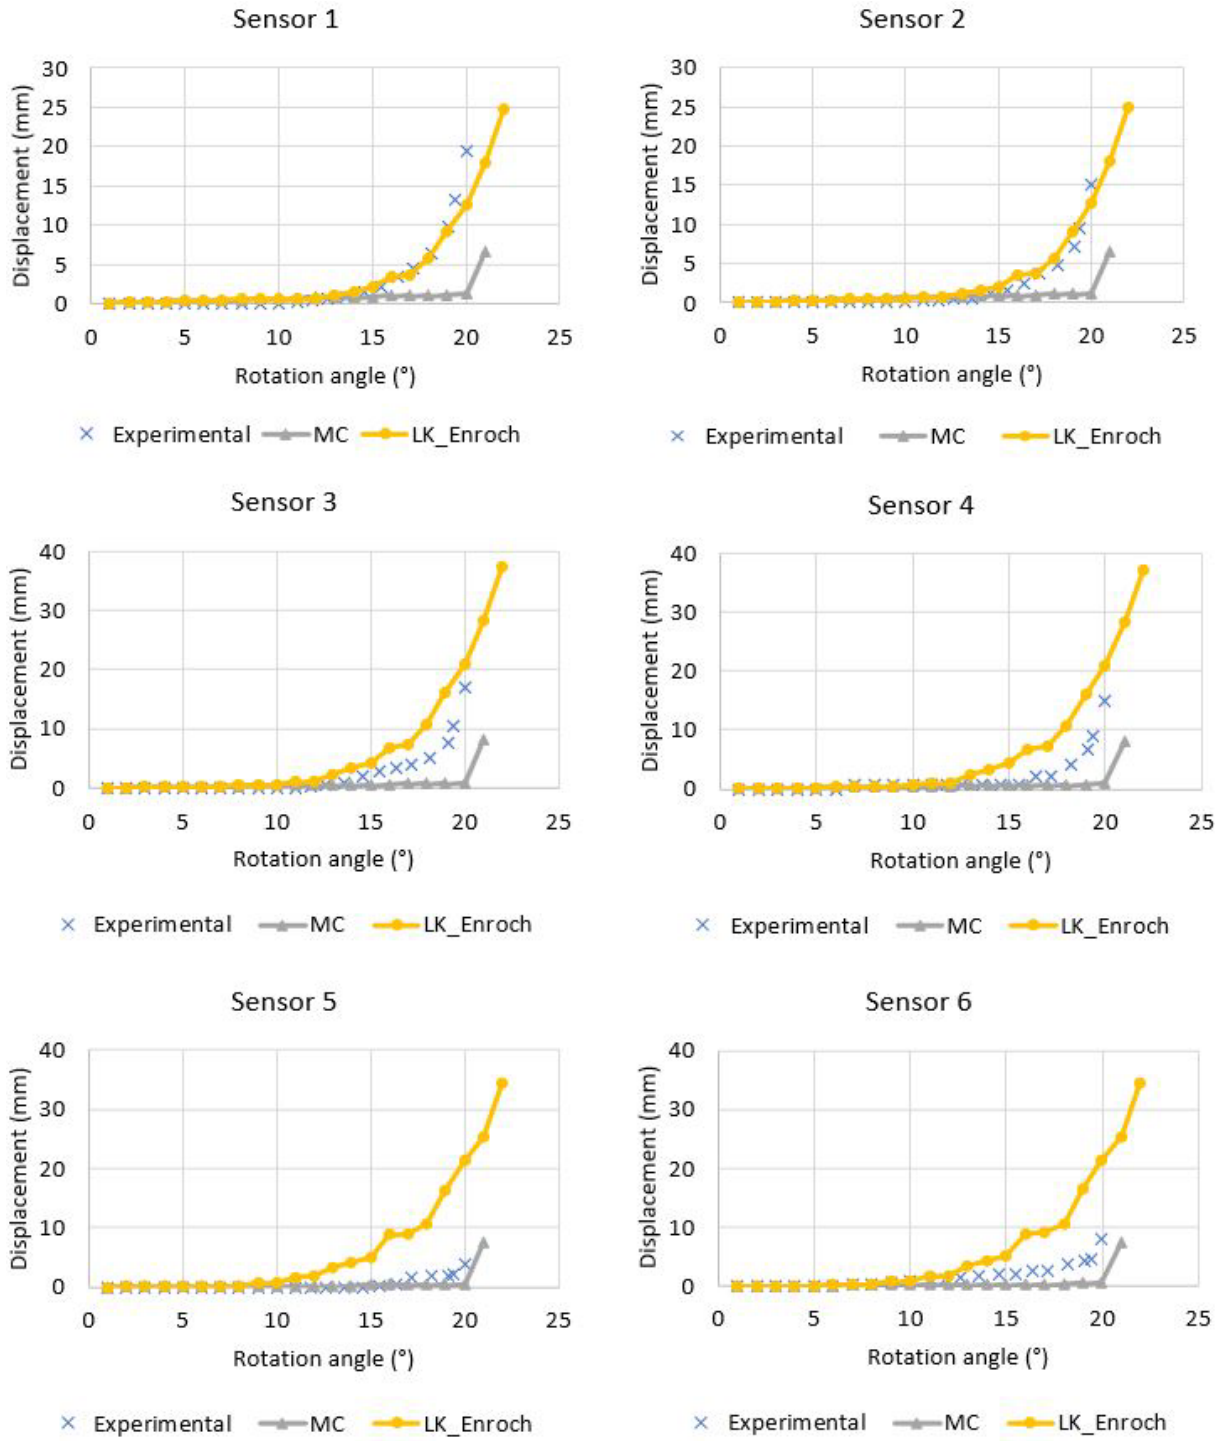 Sensor 1
30
25
20
15
10
5
0
0 5 10 15 20 25
Displacement (mm)
Rotation angle (°)
Experimental MC LK_Enroch
Sensor 2
30
25
20
15
10
5
0
0 5 10 15 20 25
Displacement (mm)
Rotation angle (°)
Experimental MC LK_Enroch
Sensor 3
40
30
20
10
0
0 5 10 15 20 25
Displacement (mm)
Rotation angle (°)
Experimental MC LK_Enroch
Sensor 4
40
30
20
10
0
0 5 10 15 20 25
Displacement (mm)
Rotation angle (°)
Experimental MC LK_Enroch
Sensor 5
40
30
20
10
0
0 5 10 15 20 25
Displacement (mm)
Rotation angle (°)
Experimental MC LK_Enroch
Sensor 6
40
30
20
10
0
0 5 10 15 20 25
Displacement (mm)
Rotation angle (°)
Experimental MC LK_Enroch